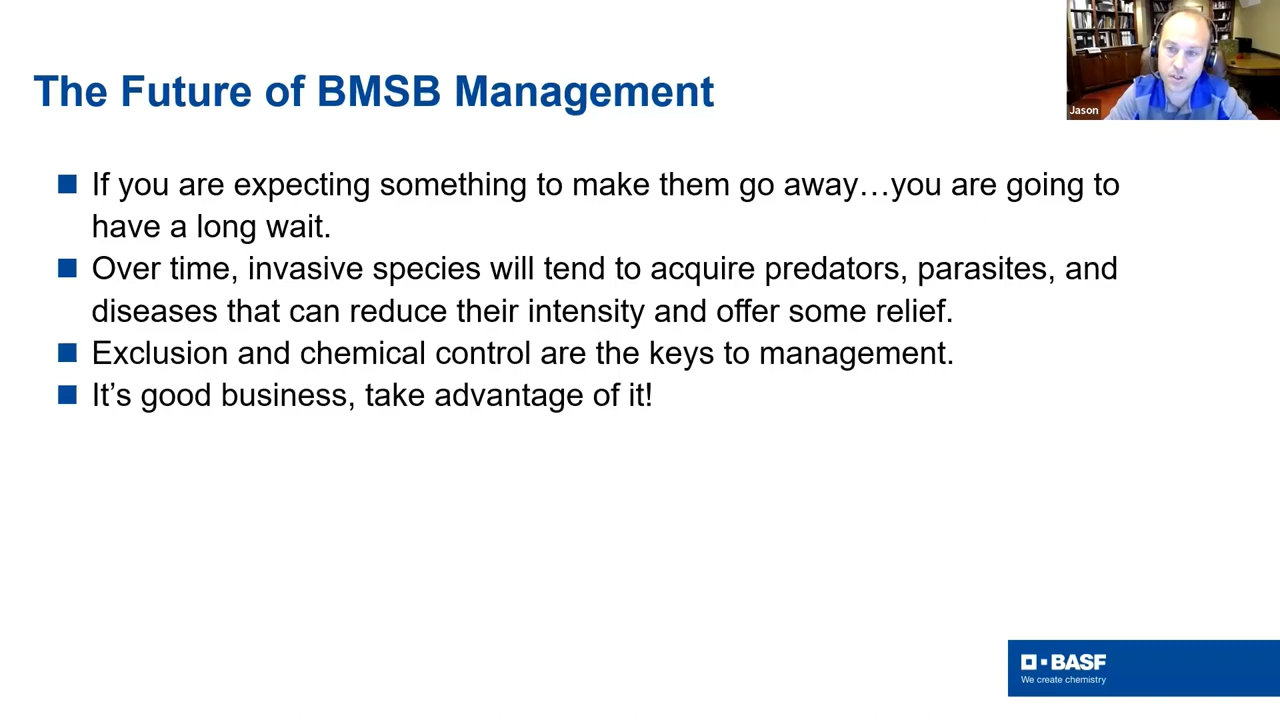 The Future of BMSB Management
Jason
If you are expecting something to make them go away…you are going to
have a long wait.
Over time, invasive species will tend to acquire predators, parasites, and
diseases that can reduce their intensity and offer some relief.
Exclusion and chemical control are the keys to management.
It’s good business, take advantage of it!
BASF
We create chemistry